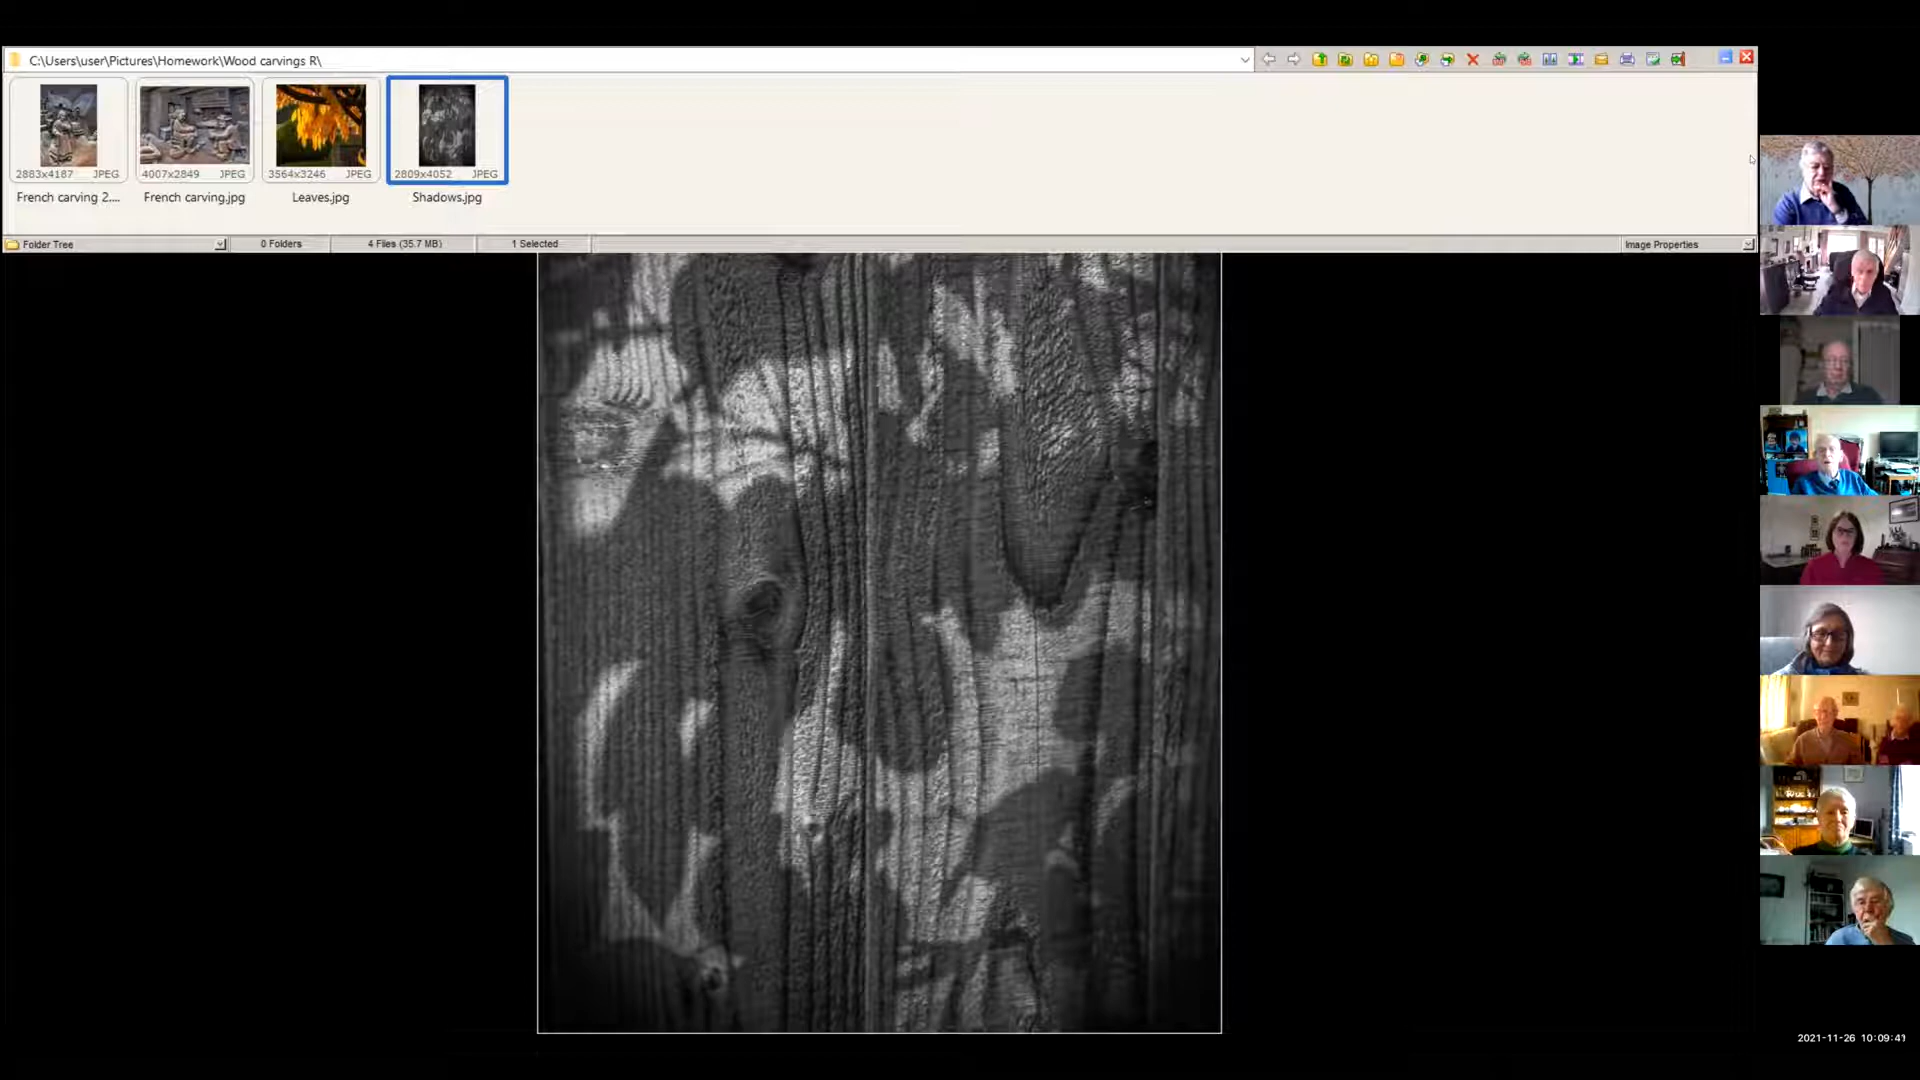 C:\Users\user\Pictures\Homework\Wood carvings R\
2883x4187 JPEG
4007x2849 JPEG
3564x3246 JPEG
2809x4052 JPEG
French carving 2....
French carving.jpg
Leaves.jpg
Shadows.jpg
Folder Tree
0 Folders
4 Files (35.7 MB)
1 Selected
Image Properties
2021-11-26 10:09:41